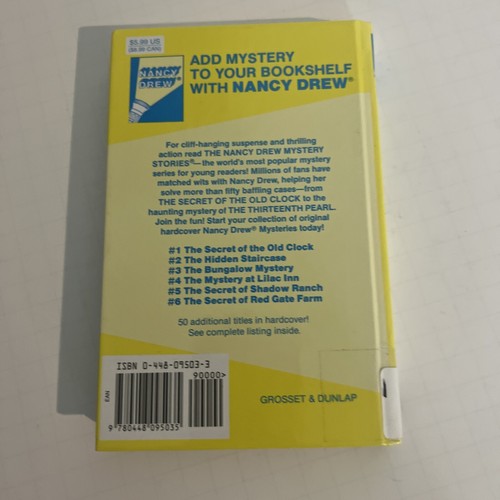 $5.99 US
($8.99 CAN)
NANCY
DREW®
ADD MYSTERY
TO YOUR BOOKSHELF
WITH NANCY DREW®
For cliff-hanging suspense and thrilling
action read THE NANCY DREW MYSTERY
STORIES®—the world's most popular mystery
series for young readers! Millions of fans have
matched wits with Nancy Drew, helping her
solve more than fifty baffling cases—from
THE SECRET OF THE OLD CLOCK to the
haunting mystery of THE THIRTEENTH PEARL.
Join the fun! Start your collection of original
hardcover Nancy Drew® Mysteries today!
#1 The Secret of the Old Clock
#2 The Hidden Staircase
#3 The Bungalow Mystery
#4 The Mystery at Lilac Inn
#5 The Secret of Shadow Ranch
#6 The Secret of Red Gate Farm
50 additional titles in hardcover!
See complete listing inside.
ISBN 0-448-09503-3
90000>
EAN
9 780448 095035
GROSSET & DUNLAP